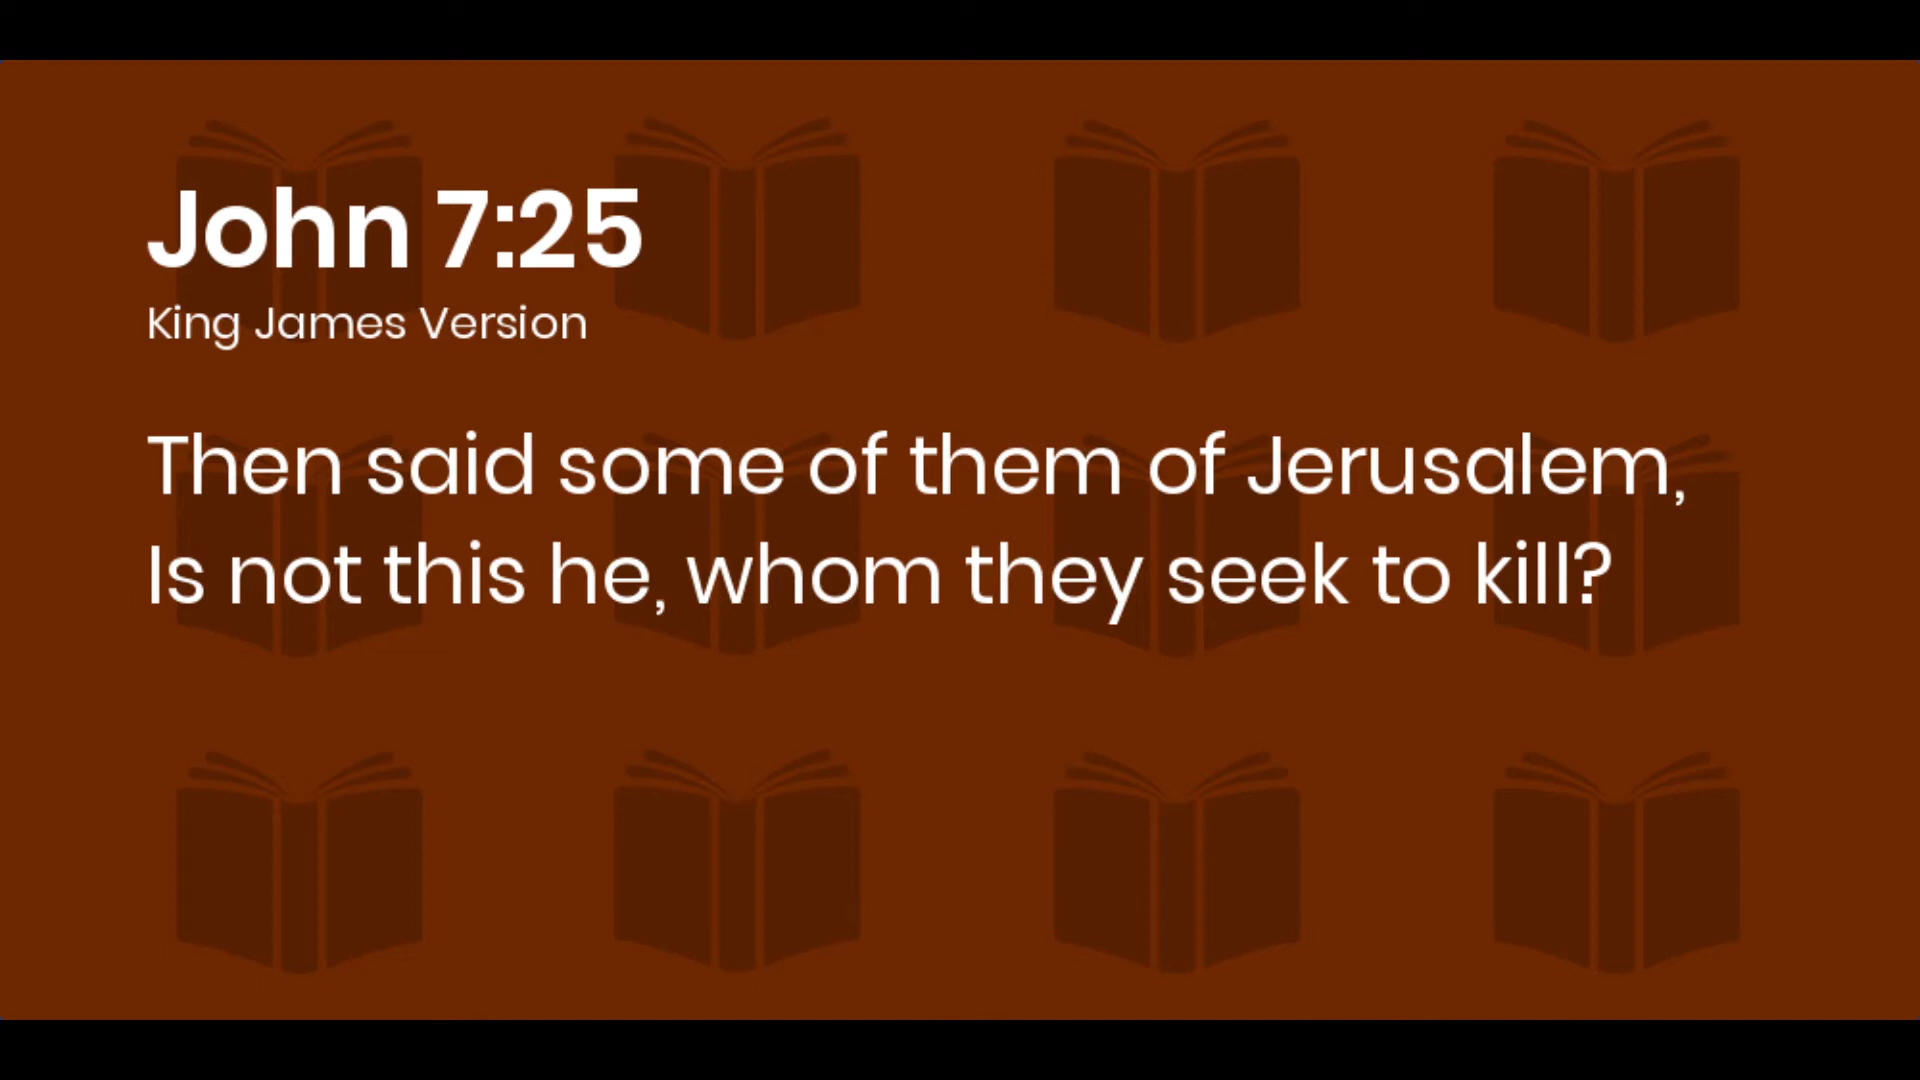 John 7:25
King James Version
Then said some of them of Jerusalem,
Is not this he, whom they seek to kill?